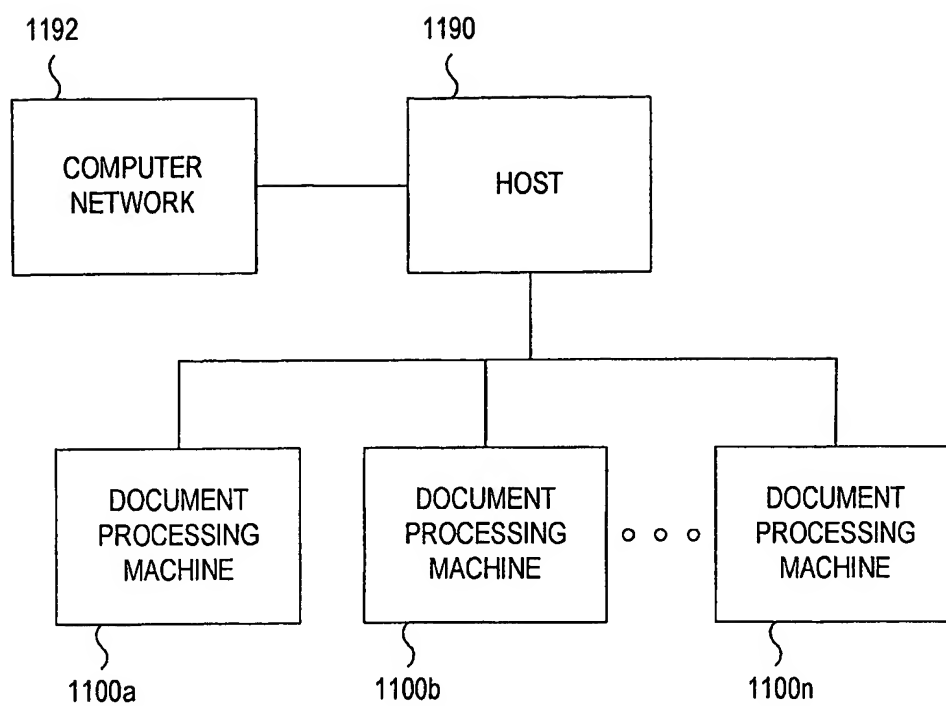 1192
1190
COMPUTER
NETWORK
HOST
DOCUMENT
PROCESSING
MACHINE
DOCUMENT
PROCESSING
MACHINE
DOCUMENT
PROCESSING
MACHINE
1100a
1100b
1100n